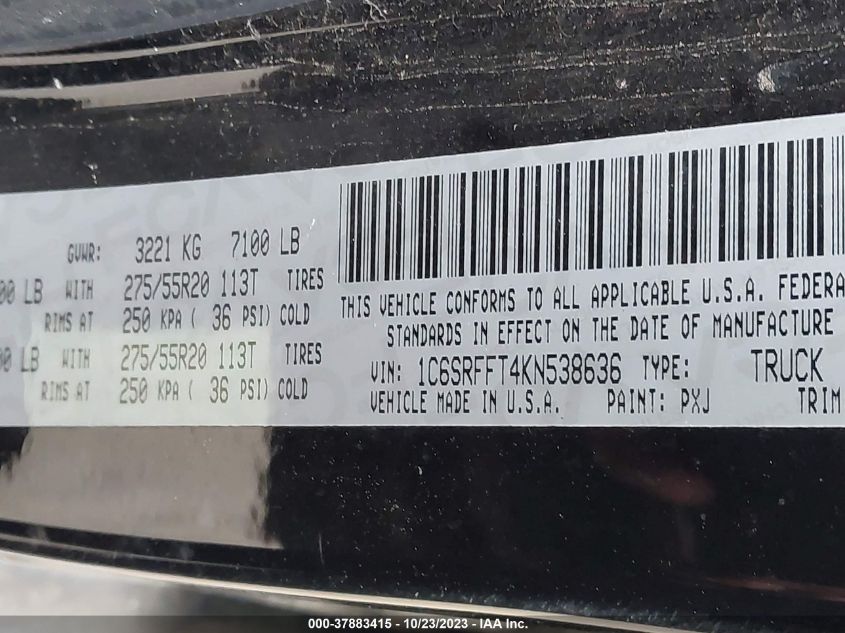 GVWR: 3221 KG 7100 LB
LB WITH 275/55R20 113T TIRES
RIMS AT 250 KPA ( 36 PSI) COLD
LB WITH 275/55R20 113T TIRES
RIMS AT 250 KPA ( 36 PSI) COLD
THIS VEHICLE CONFORMS TO ALL APPLICABLE U.S.A. FEDERA
STANDARDS IN EFFECT ON THE DATE OF MANUFACTURE
VIN: 1C6SRFFT4KN538636 TYPE: TRUCK
VEHICLE MADE IN U.S.A. PAINT: PXJ TRIM
000-37883415 - 10/23/2023 - IAA Inc.